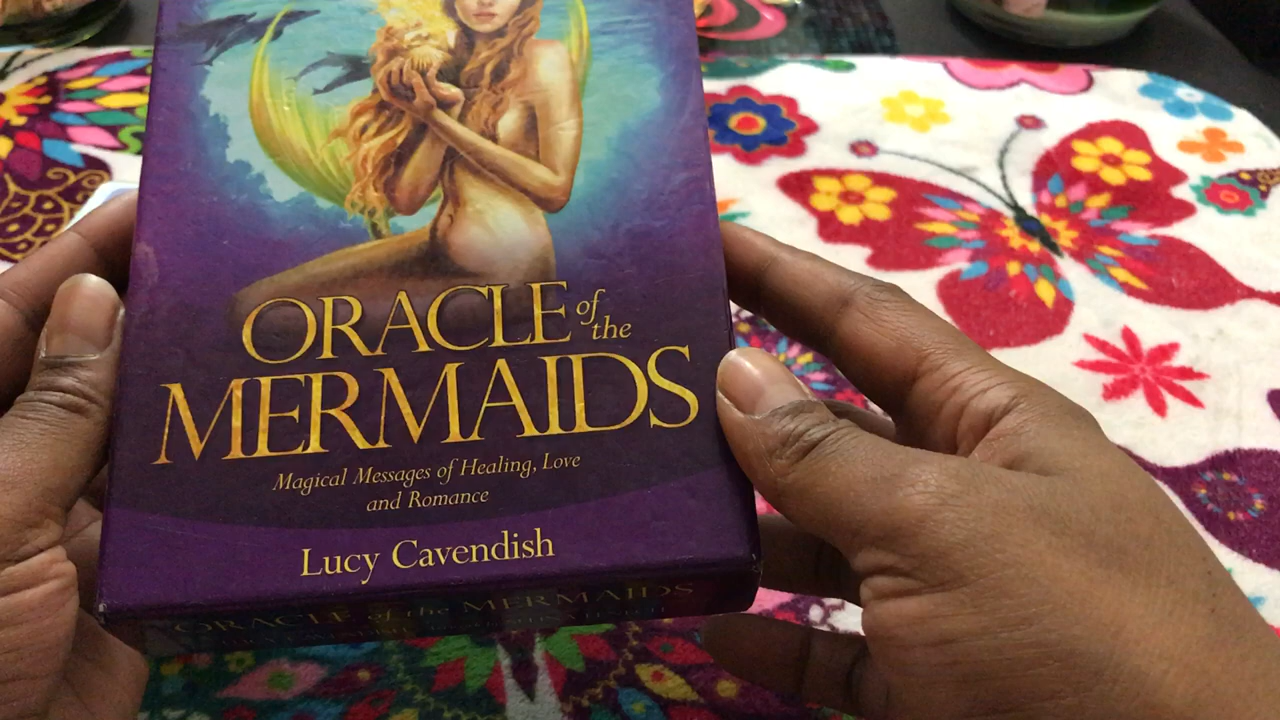 ORACLE of the
MERMAIDS
Magical Messages of Healing, Love
and Romance
Lucy Cavendish
ORACLE of the MERMAIDS